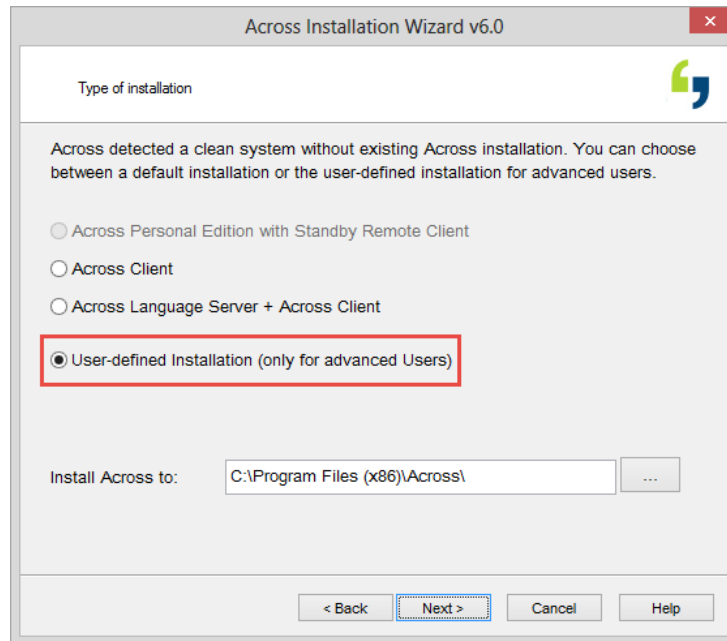 Across Installation Wizard v6.0
Type of installation
Across detected a clean system without existing Across installation. You can choose
between a default installation or the user-defined installation for advanced users.
Across Personal Edition with Standby Remote Client
Across Client
Across Language Server + Across Client
User-defined Installation (only for advanced Users)
Install Across to: C:\Program Files (x86)\Across\ ...
< Back Next > Cancel Help